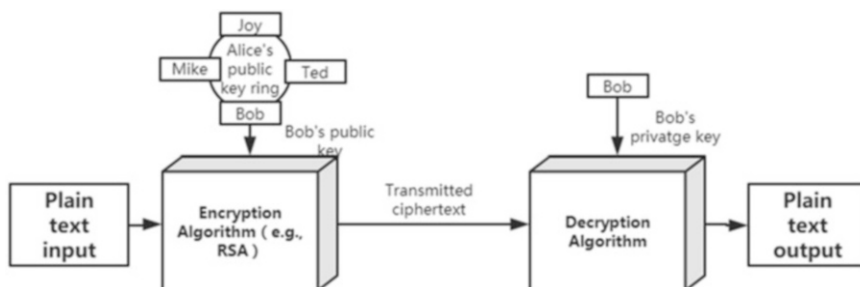 Joy
Alice's
public
key ring
Mike
Ted
Bob
Bob's public
key
Bob
Bob's
privatge key
Plain
text
input
Encryption
Algorithm ( e.g.,
RSA )
Transmitted
ciphertext
Decryption
Algorithm
Plain
text
output